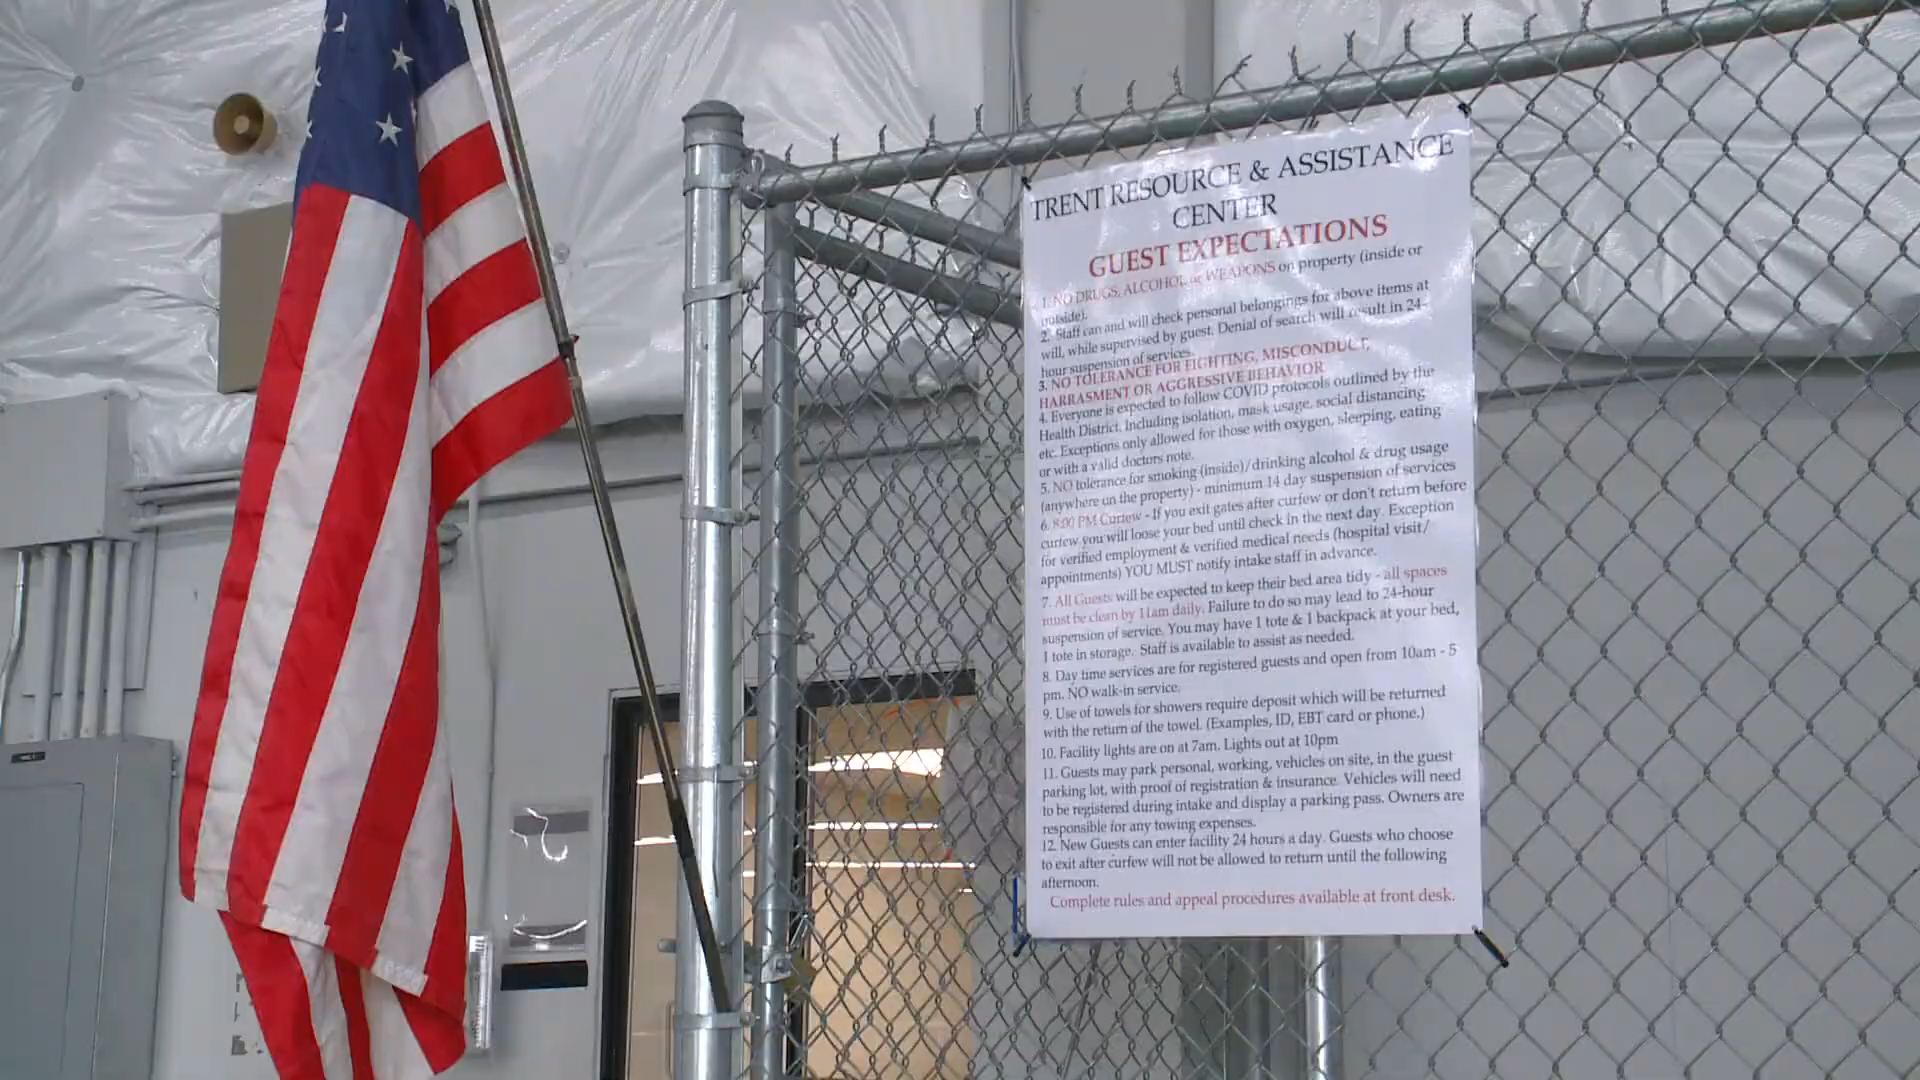 TRENT RESOURCE & ASSISTANCE
CENTER
GUEST EXPECTATIONS
1. NO DRUGS, ALCOHOL or WEAPONS on property (inside or
outside).
2. Staff can and will check personal belongings for above items at
will, while supervised by guest. Denial of search will result in 24-
hour suspension of services.
3. NO TOLERANCE FOR FIGHTING, MISCONDUCT,
HARRASMENT OR AGGRESSIVE BEHAVIOR
4. Everyone is expected to follow COVID protocols outlined by the
Health District. Including isolation, mask usage, social distancing
etc. Exceptions only allowed for those with oxygen, sleeping, eating
or with a valid doctors note.
5. NO tolerance for smoking (inside)/drinking alcohol & drug usage
(anywhere on the property) - minimum 14 day suspension of services
6. 8:00 PM Curfew - If you exit gates after curfew or don't return before
curfew you will loose your bed until check in the next day. Exception
for verified employment & verified medical needs (hospital visit/
appointments) YOU MUST notify intake staff in advance.
7. All Guests will be expected to keep their bed area tidy - all spaces
must be clean by 11am daily. Failure to do so may lead to 24-hour
suspension of service. You may have 1 tote & 1 backpack at your bed,
1 tote in storage. Staff is available to assist as needed.
8. Day time services are for registered guests and open from 10am - 5
pm. NO walk-in service.
9. Use of towels for showers require deposit which will be returned
with the return of the towel. (Examples, ID, EBT card or phone.)
10. Facility lights are on at 7am. Lights out at 10pm
11. Guests may park personal, working, vehicles on site, in the guest
parking lot, with proof of registration & insurance. Vehicles will need
to be registered during intake and display a parking pass. Owners are
responsible for any towing expenses.
12. New Guests can enter facility 24 hours a day. Guests who choose
to exit after curfew will not be allowed to return until the following
afternoon.
Complete rules and appeal procedures available at front desk.